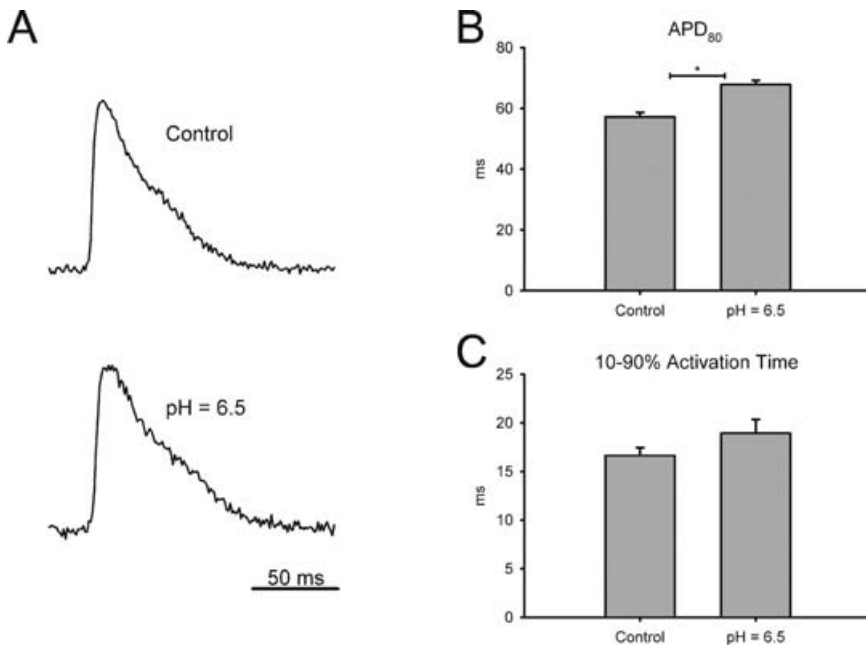 A
Control
pH = 6.5
50 ms
B
APD80
*
80
60
40
20
0
ms
Control
pH = 6.5
C
10-90% Activation Time
25
20
15
10
5
0
ms
Control
pH = 6.5